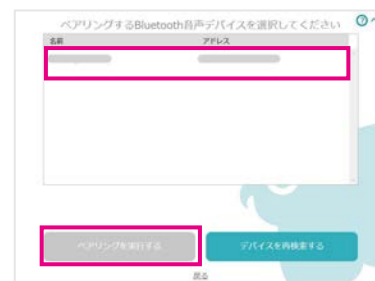 ペアリングするBluetooth音声デバイスを選択してください
名前 アドレス
ペアリングを実行する デバイスを再検索する
戻る